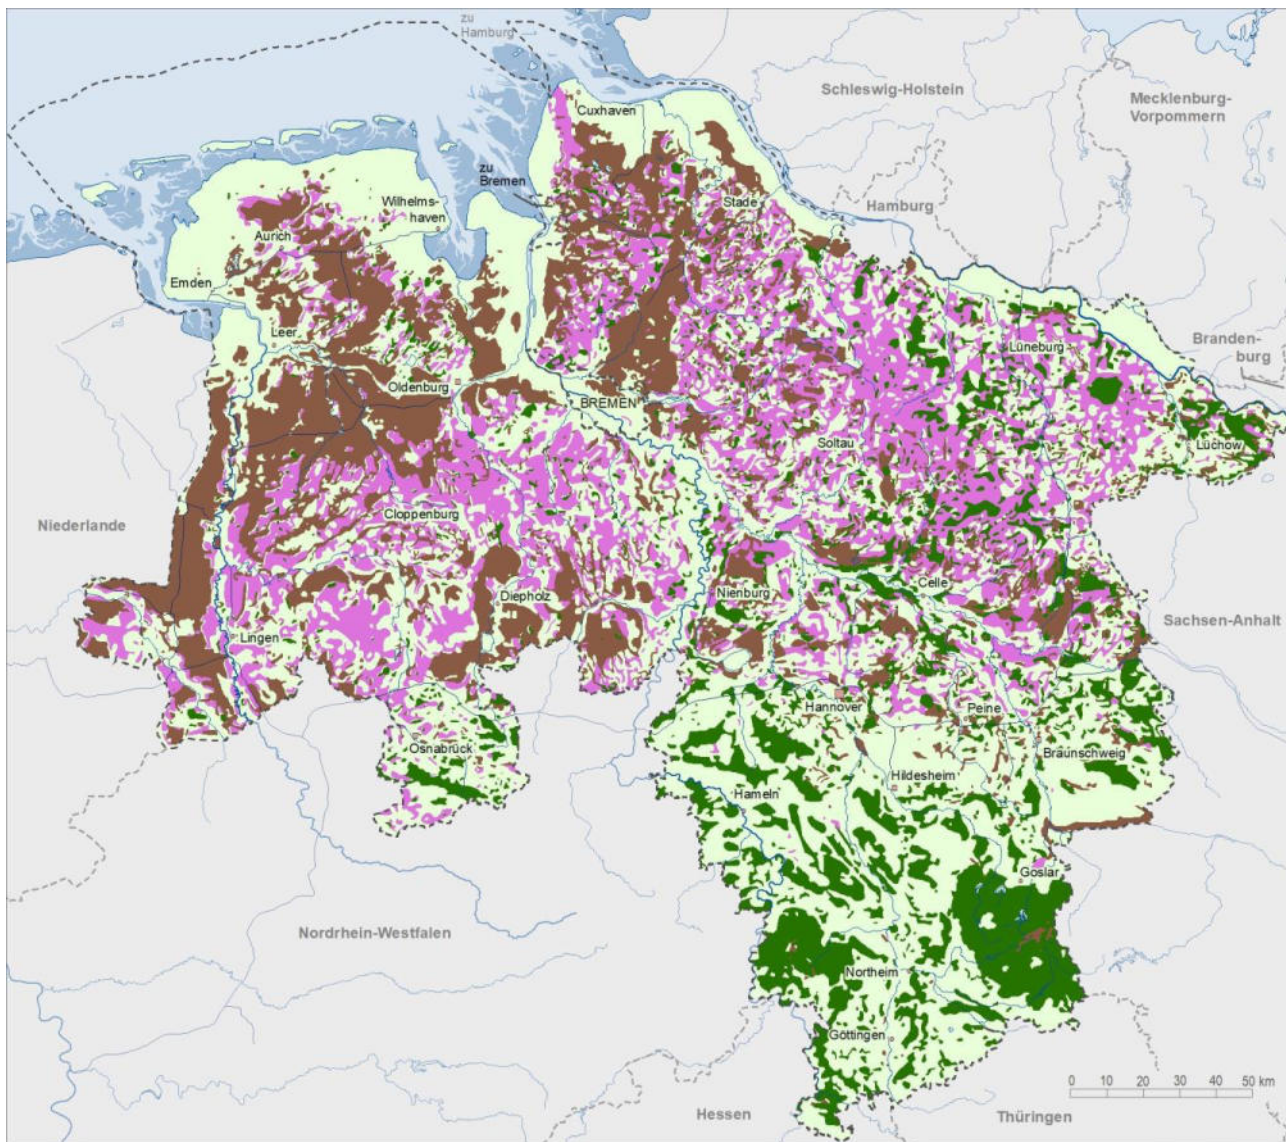 zu
Hamburg
Schleswig-Holstein
Mecklenburg-
Vorpommern
Cuxhaven
zu
Bremen
Wilhelms-
haven
Stade
Hamburg
Aurich
Emden
Leer
Lüneburg
Branden-
burg
Oldenburg
BREMEN
Soltau
Lüchow
Niederlande
Cloppenburg
Celle
Diepholz
Nienburg
Sachsen-Anhalt
Lingen
Hannover
Peine
Osnabrück
Braunschweig
Hildesheim
Hameln
Goslar
Nordrhein-Westfalen
Northeim
Göttingen
0 10 20 30 40 50 km
Hessen
Thüringen